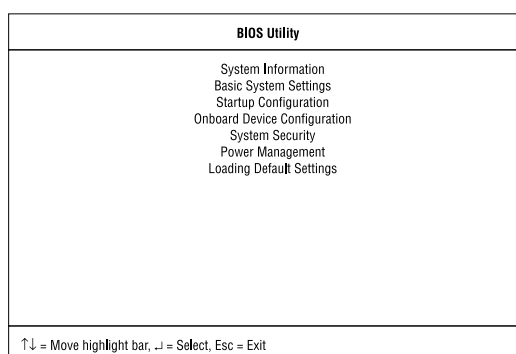 BIOS Utility
System Information
Basic System Settings
Startup Configuration
Onboard Device Configuration
System Security
Power Management
Loading Default Settings
↑↓ = Move highlight bar, ↵ = Select, Esc = Exit